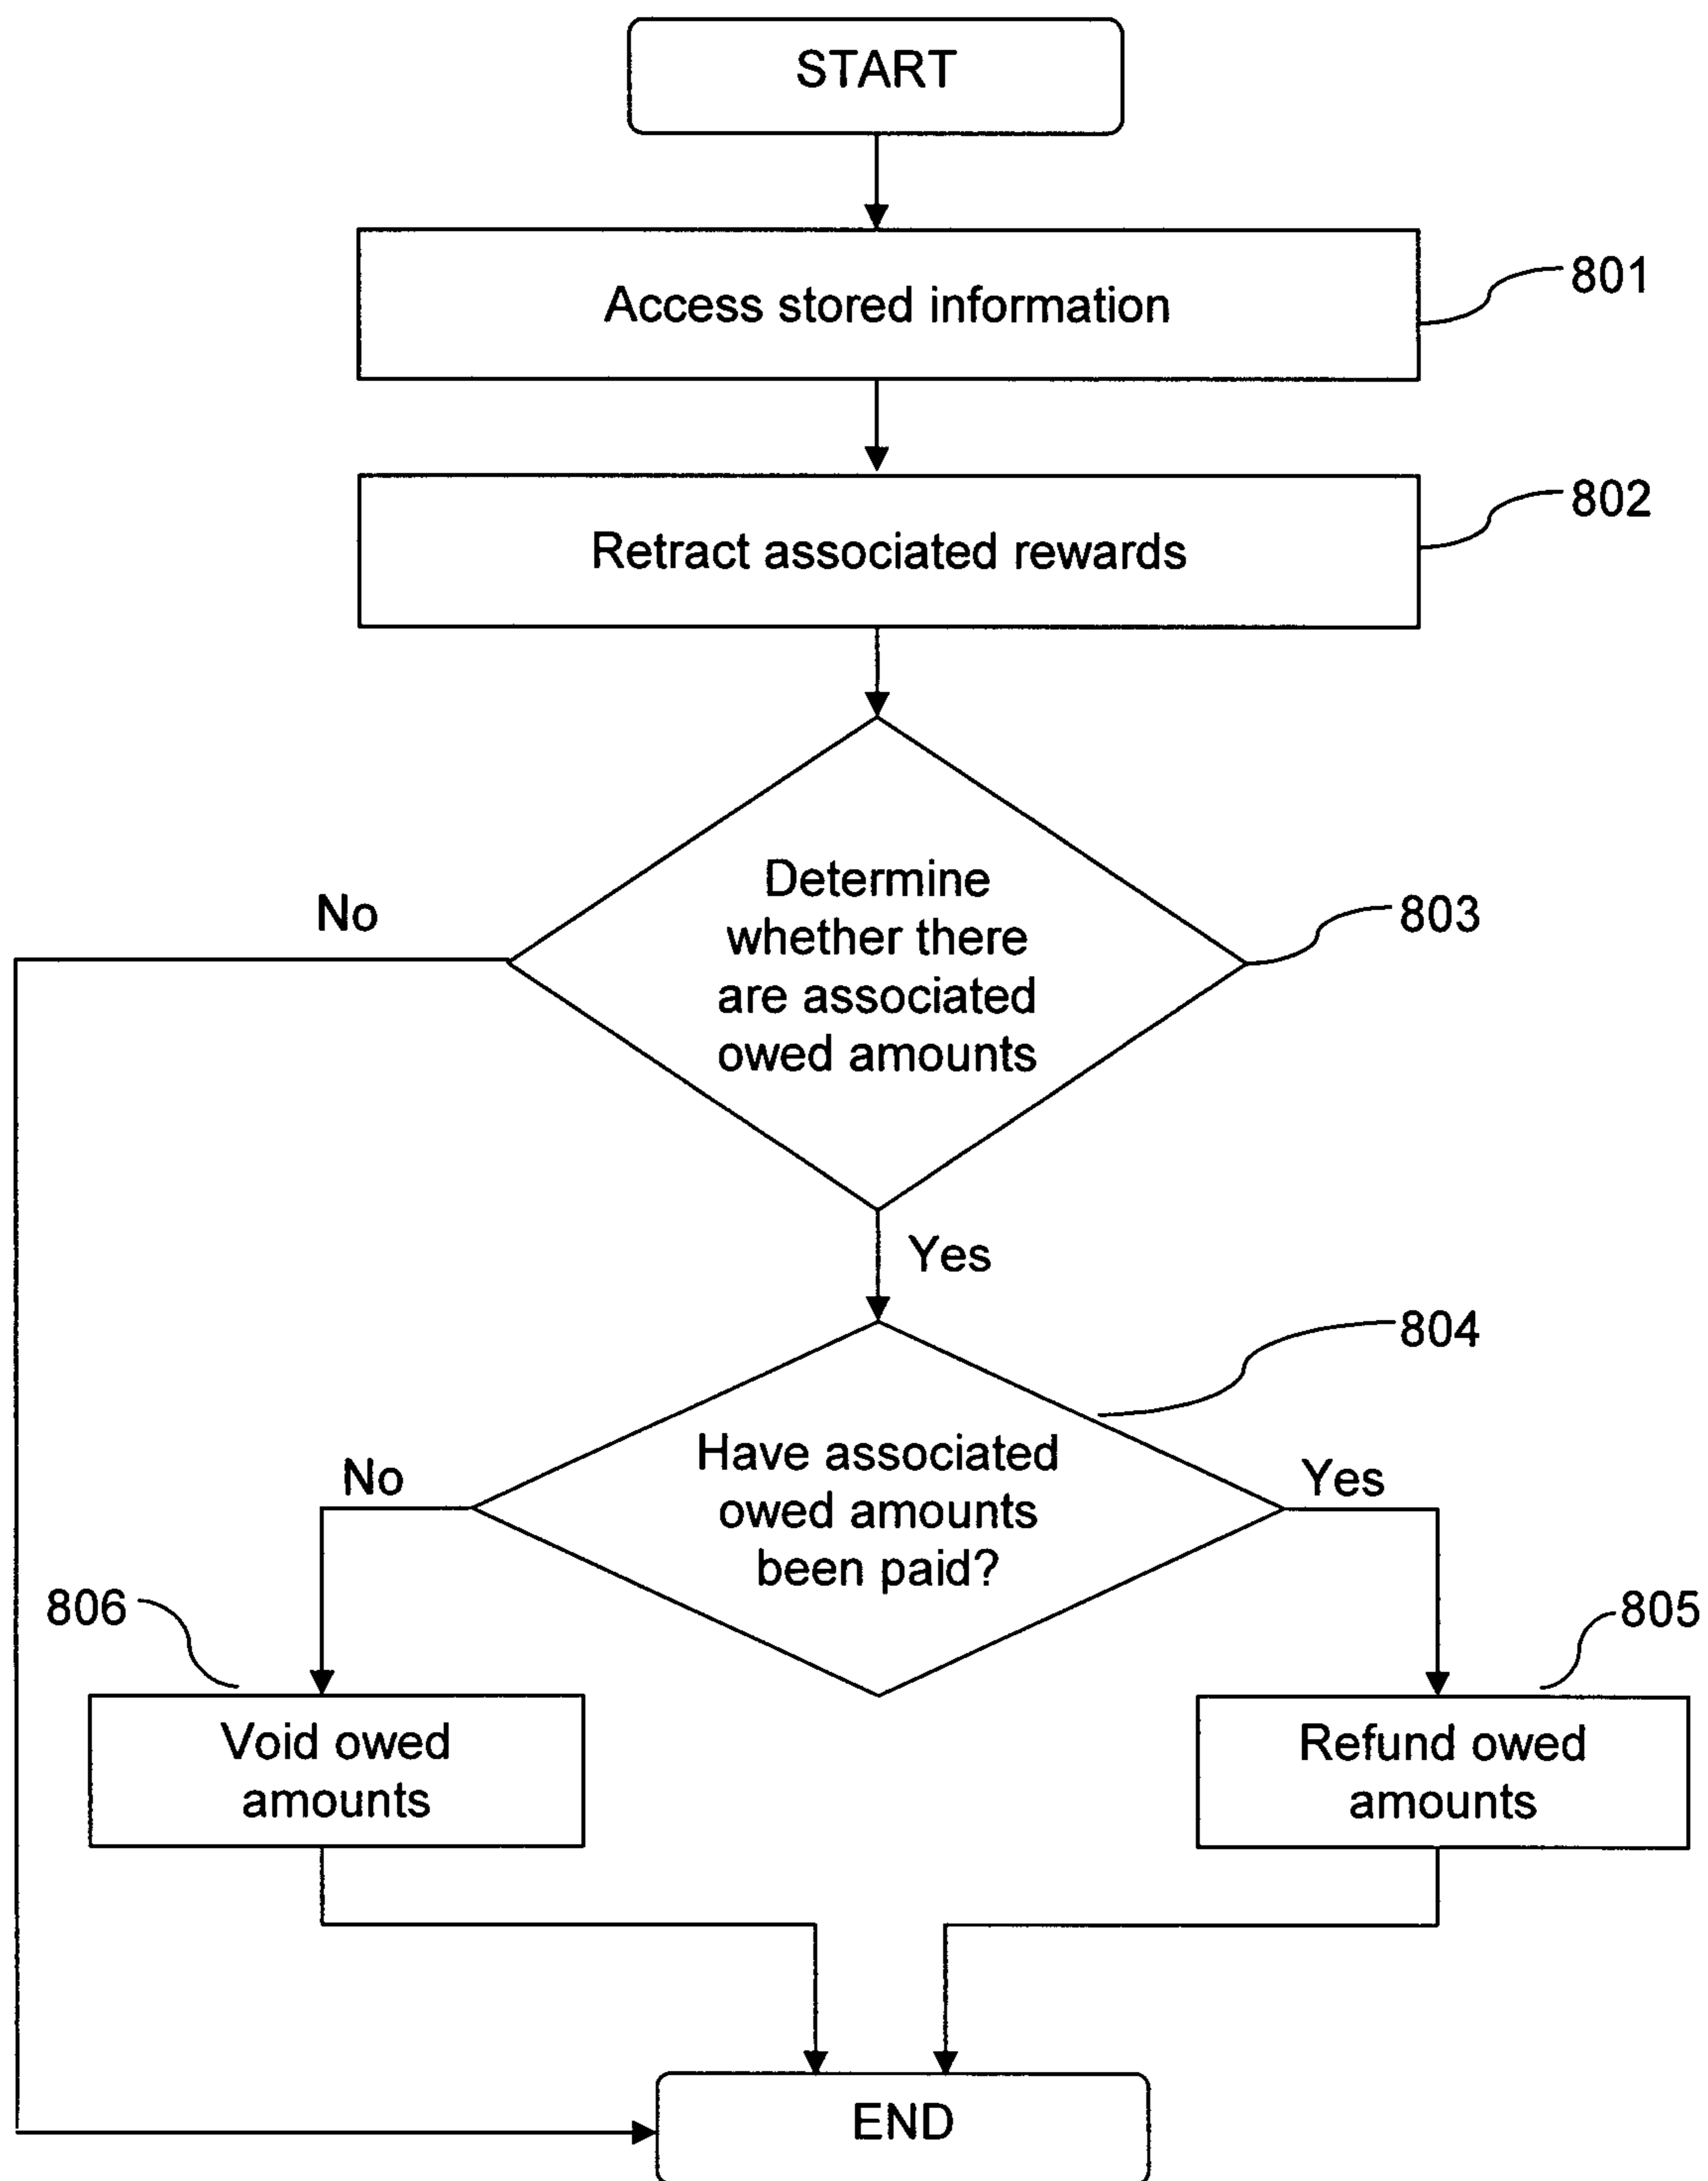 START
Access stored information
801
Retract associated rewards
802
Determine
whether there
are associated
owed amounts
No
803
Yes
804
Have associated
owed amounts
been paid?
No
Yes
806
805
Void owed
amounts
Refund owed
amounts
END